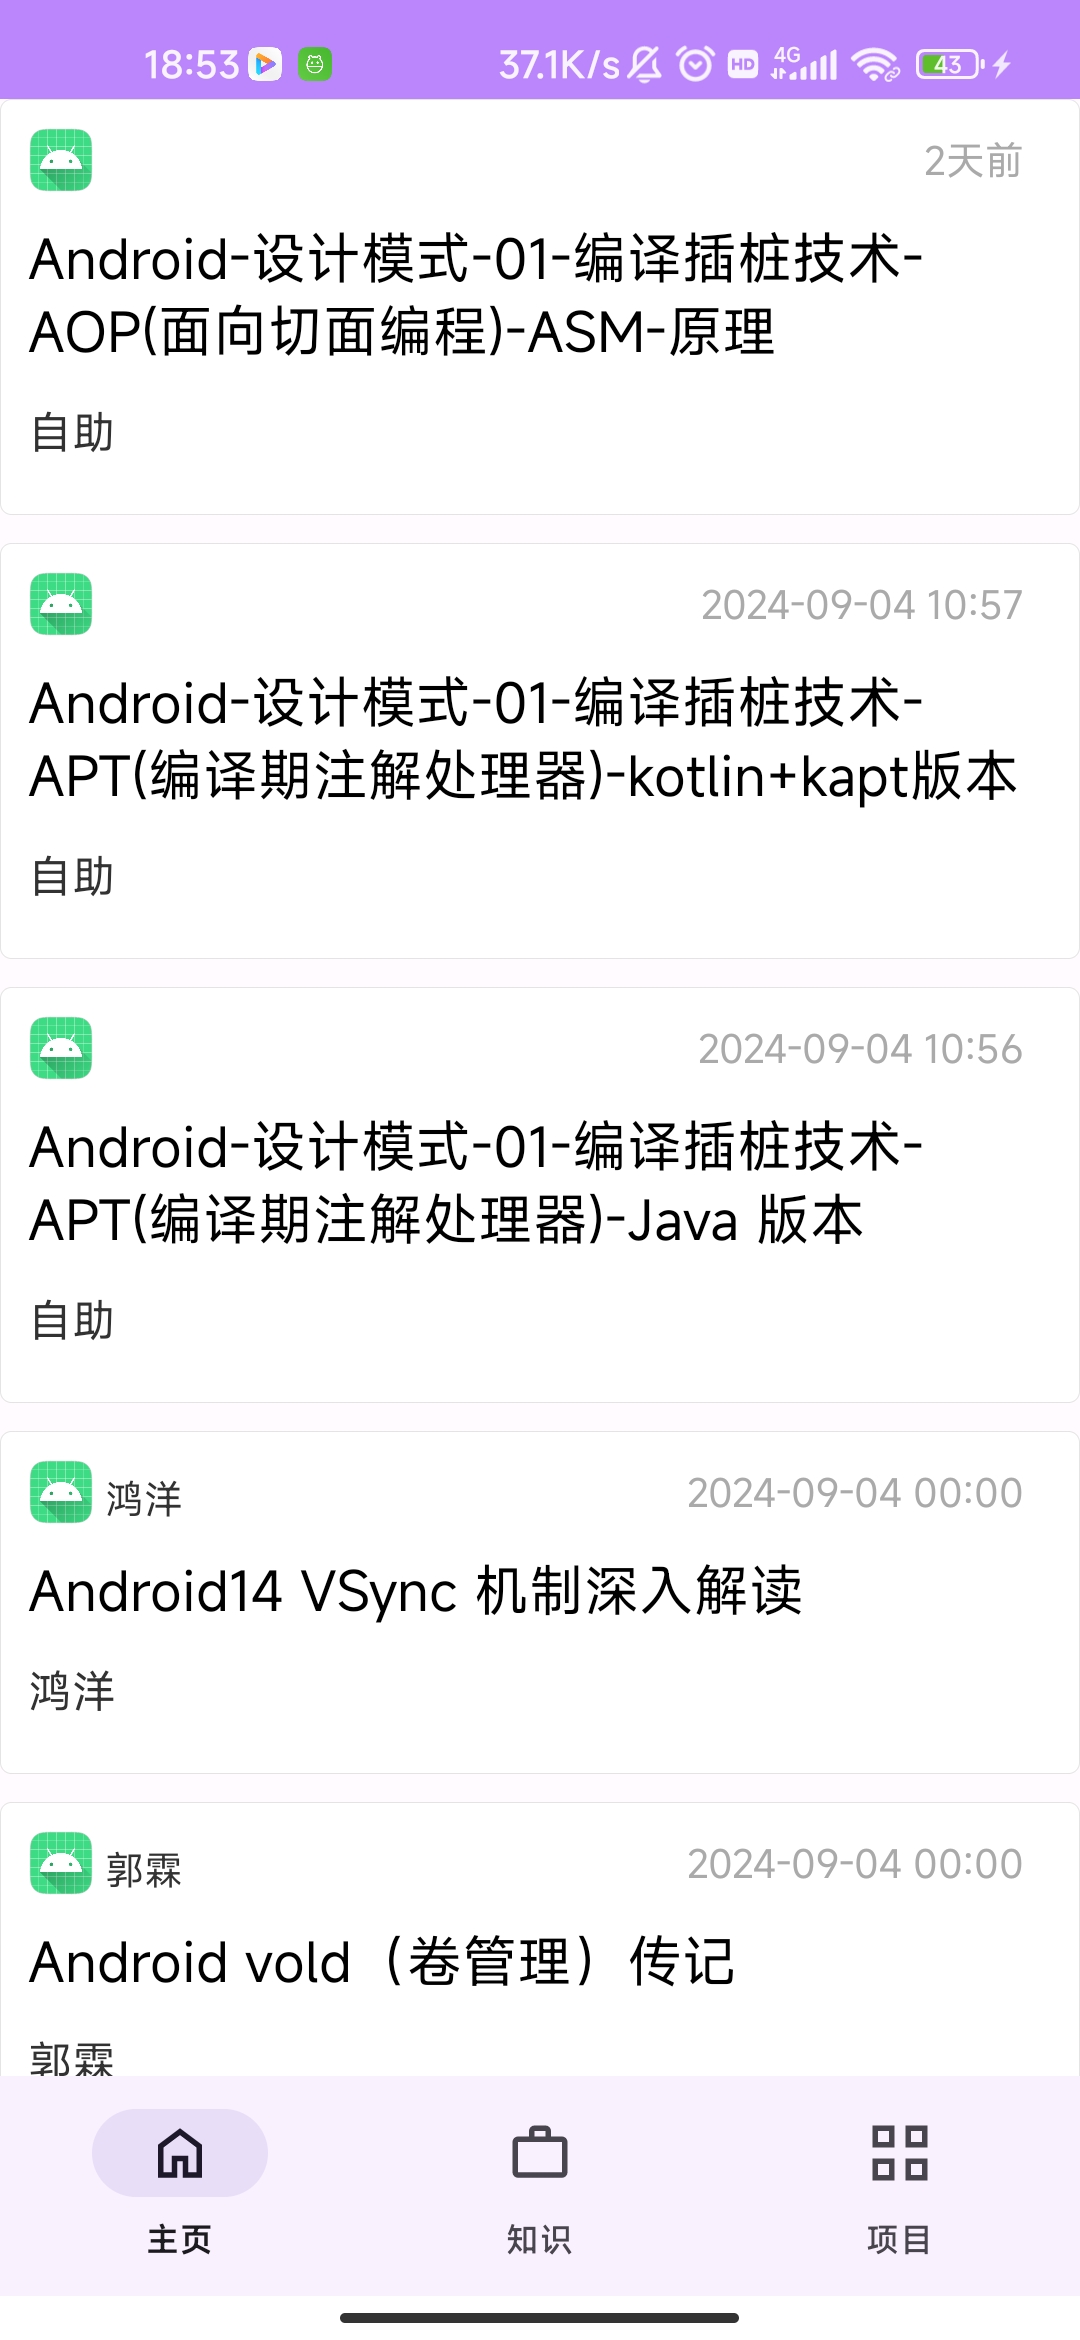 18:53 37.1K/s HD 4G 43
2天前
Android-设计模式-01-编译插桩技术-
AOP(面向切面编程)-ASM-原理
自助
2024-09-04 10:57
Android-设计模式-01-编译插桩技术-
APT(编译期注解处理器)-kotlin+kapt版本
自助
2024-09-04 10:56
Android-设计模式-01-编译插桩技术-
APT(编译期注解处理器)-Java 版本
自助
鸿洋 2024-09-04 00:00
Android14 VSync 机制深入解读
鸿洋
郭霖 2024-09-04 00:00
Android vold（卷管理）传记
郭霖
主页 知识 项目